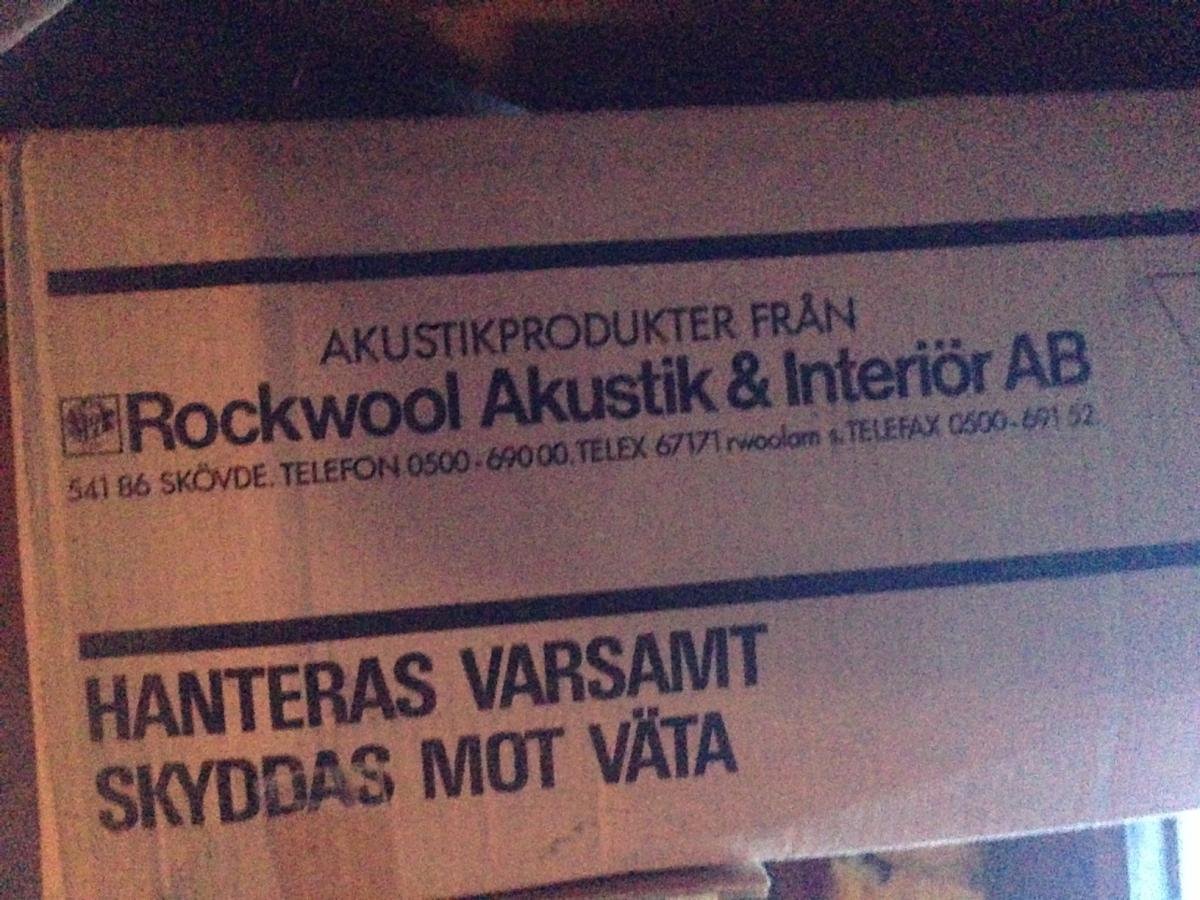 AKUSTIKPRODUKTER FRÅN
Rockwool Akustik & Interiör AB
541 86 SKÖVDE. TELEFON 0500-690 00. TELEX 67171 rwoolam s. TELEFAX 0500-691 52.
HANTERAS VARSAMT
SKYDDAS MOT VÄTA